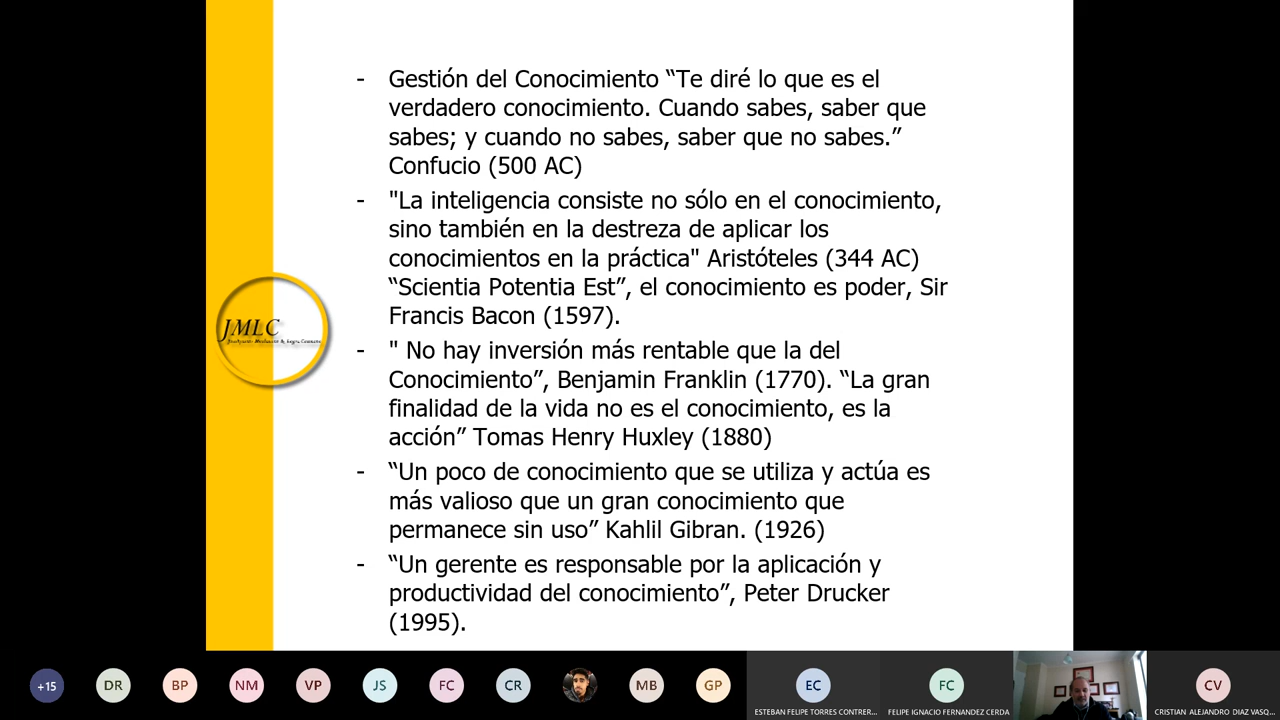 - Gestión del Conocimiento “Te diré lo que es el
verdadero conocimiento. Cuando sabes, saber que
sabes; y cuando no sabes, saber que no sabes.”
Confucio (500 AC)
- "La inteligencia consiste no sólo en el conocimiento,
sino también en la destreza de aplicar los
conocimientos en la práctica" Aristóteles (344 AC)
“Scientia Potentia Est”, el conocimiento es poder, Sir
Francis Bacon (1597).
- " No hay inversión más rentable que la del
Conocimiento”, Benjamin Franklin (1770). “La gran
finalidad de la vida no es el conocimiento, es la
acción” Tomas Henry Huxley (1880)
- “Un poco de conocimiento que se utiliza y actúa es
más valioso que un gran conocimiento que
permanece sin uso” Kahlil Gibran. (1926)
- “Un gerente es responsable por la aplicación y
productividad del conocimiento”, Peter Drucker
(1995).
JMLC
+15 DR BP NM VP JS FC CR MB GP EC FC CV
ESTEBAN FELIPE TORRES CONTRER... FELIPE IGNACIO FERNANDEZ CERDA CRISTIAN ALEJANDRO DIAZ VASQ...